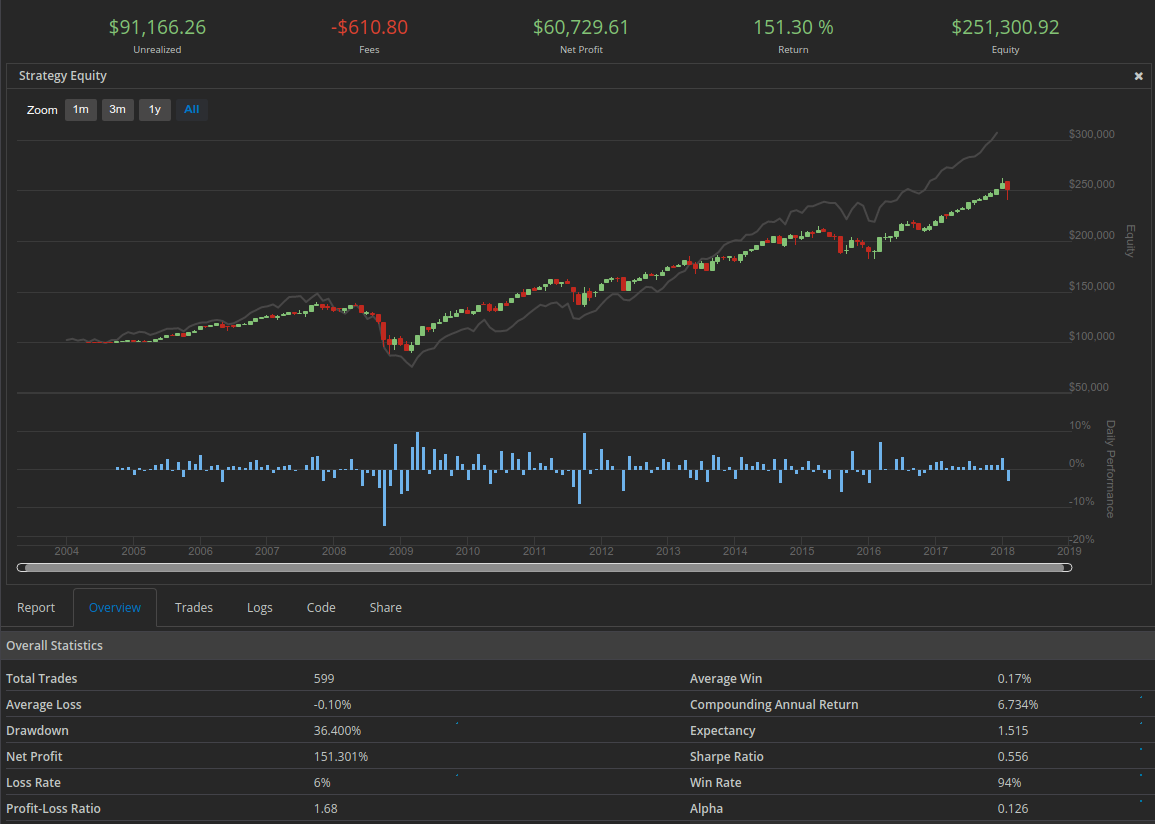 $91,166.26 -$610.80 $60,729.61 151.30 % $251,300.92
Unrealized Fees Net Profit Return Equity
Strategy Equity ×
Zoom 1m 3m 1y All
$300,000
$250,000
$200,000
Equity
$150,000
$100,000
$50,000
10%
0%
-10%
-20%
Daily Performance
2004 2005 2006 2007 2008 2009 2010 2011 2012 2013 2014 2015 2016 2017 2018 2019
Report Overview Trades Logs Code Share
Overall Statistics
Total Trades 599 Average Win 0.17%
Average Loss -0.10% Compounding Annual Return 6.734%
Drawdown 36.400% Expectancy 1.515
Net Profit 151.301% Sharpe Ratio 0.556
Loss Rate 6% Win Rate 94%
Profit-Loss Ratio 1.68 Alpha 0.126